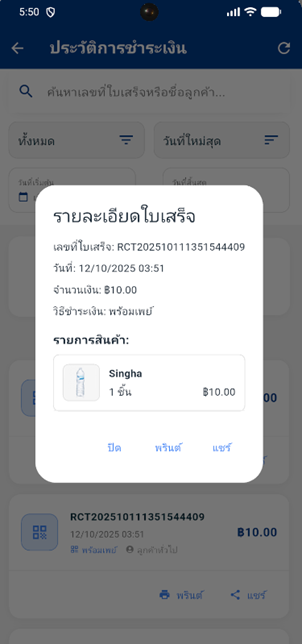 5:50
ประวัติการชำระเงิน
ค้นหาเลขที่ใบเสร็จหรือชื่อลูกค้า...
ทั้งหมด
วันที่ใหม่สุด
วันที่เริ่มต้น
วันที่สิ้นสุด
รายละเอียดใบเสร็จ
เลขที่ใบเสร็จ: RCT202510111351544409
วันที่: 12/10/2025 03:51
จำนวนเงิน: ฿10.00
วิธีชำระเงิน: พร้อมเพย์
รายการสินค้า:
Singha
1 ชิ้น ฿10.00
ปิด พรินต์ แชร์
RCT202510111351544409
12/10/2025 03:51 ฿10.00
พร้อมเพย์ ลูกค้าทั่วไป
พรินต์ แชร์